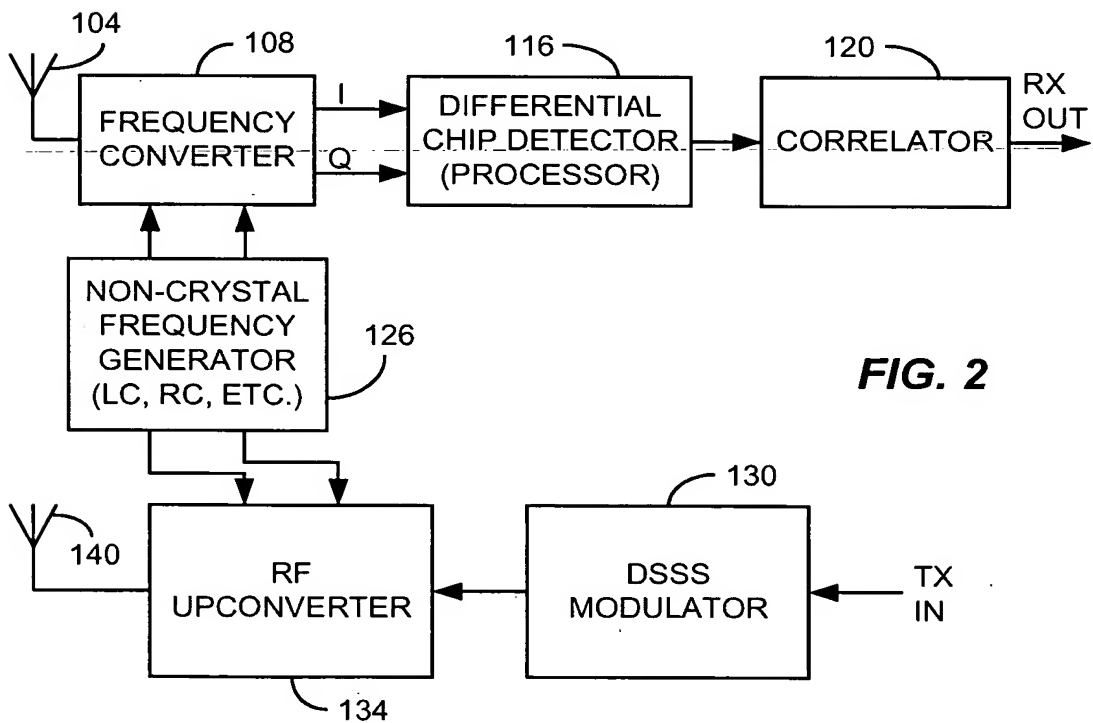 104
108
116
120
FREQUENCY
CONVERTER
I
Q
DIFFERENTIAL
CHIP DETECTOR
(PROCESSOR)
CORRELATOR
RX
OUT
NON-CRYSTAL
FREQUENCY
GENERATOR
(LC, RC, ETC.)
126
FIG. 2
140
RF
UPCONVERTER
134
130
DSSS
MODULATOR
TX
IN